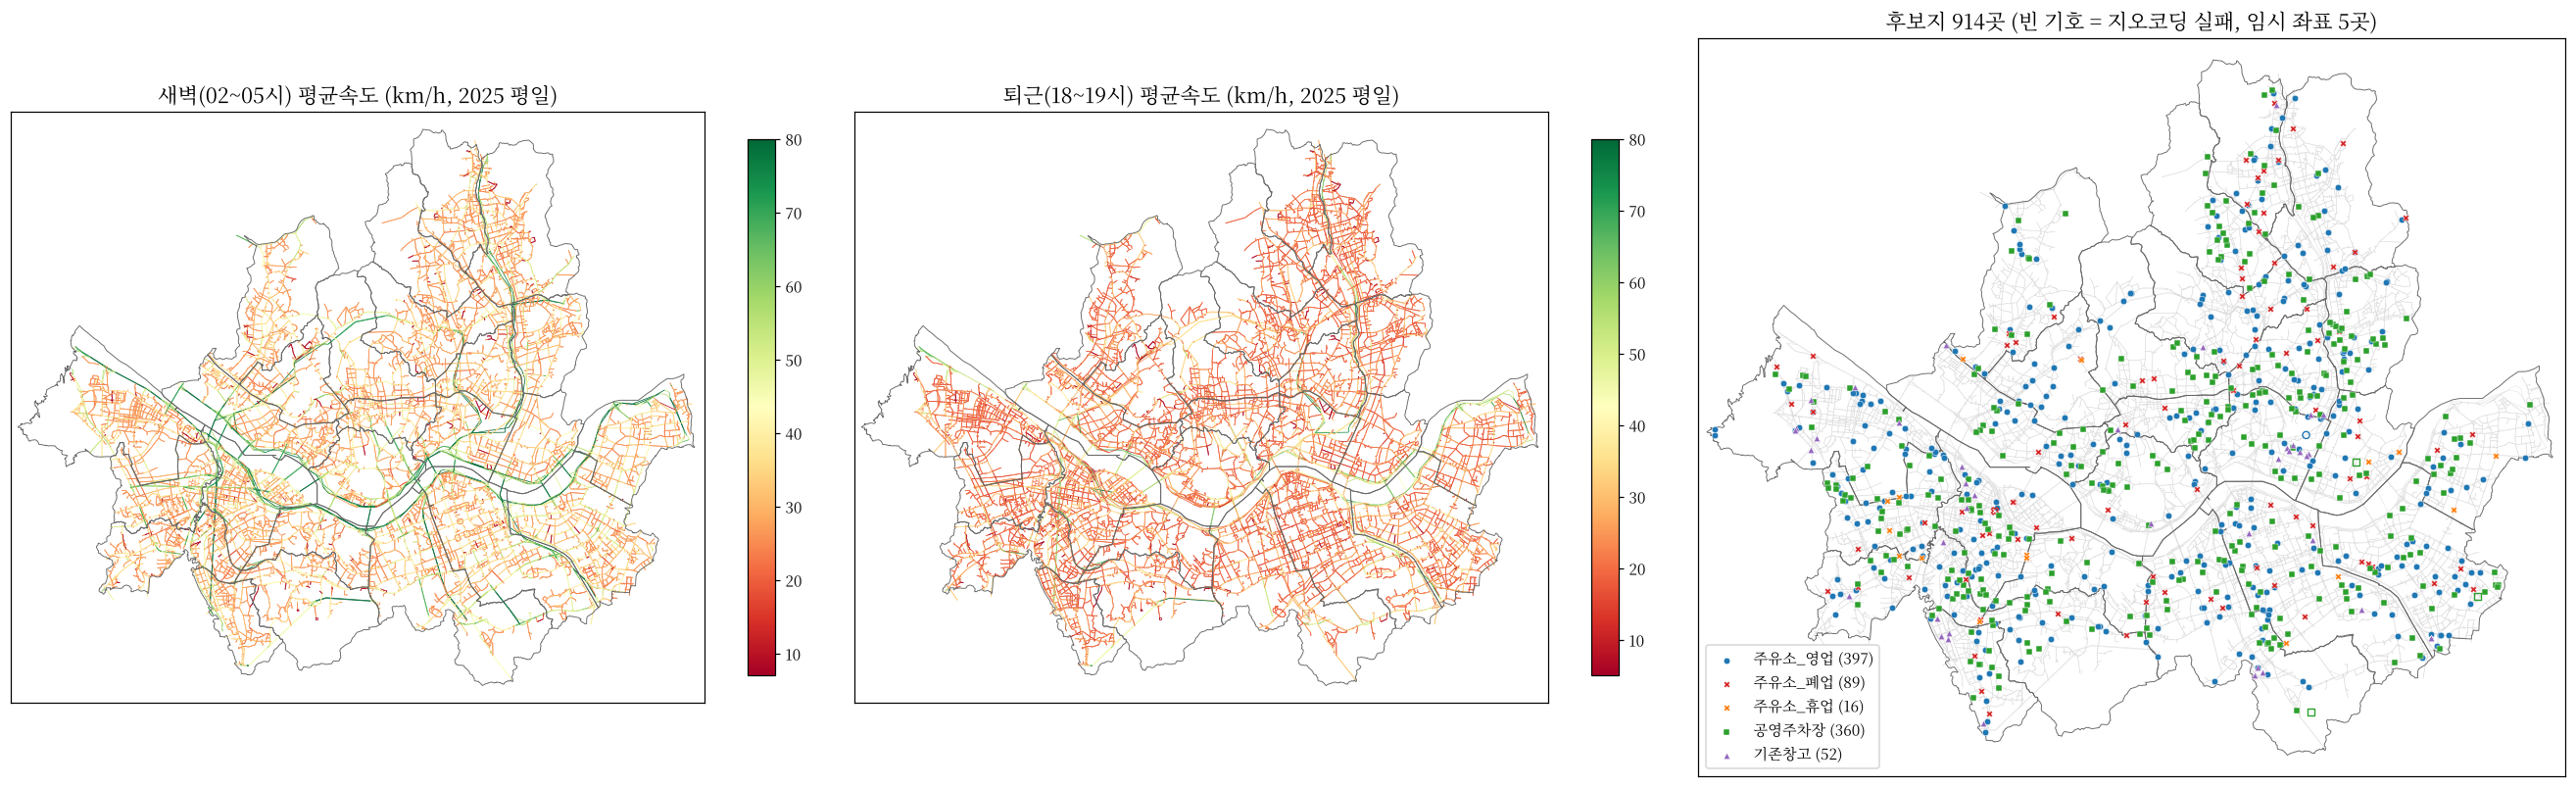 새벽(02~05시) 평균속도 (km/h, 2025 평일)
80
70
60
50
40
30
20
10
퇴근(18~19시) 평균속도 (km/h, 2025 평일)
80
70
60
50
40
30
20
10
후보지 914곳 (빈 기호 = 지오코딩 실패, 임시 좌표 5곳)
주유소_영업 (397)
주유소_폐업 (89)
주유소_휴업 (16)
공영주차장 (360)
기존창고 (52)